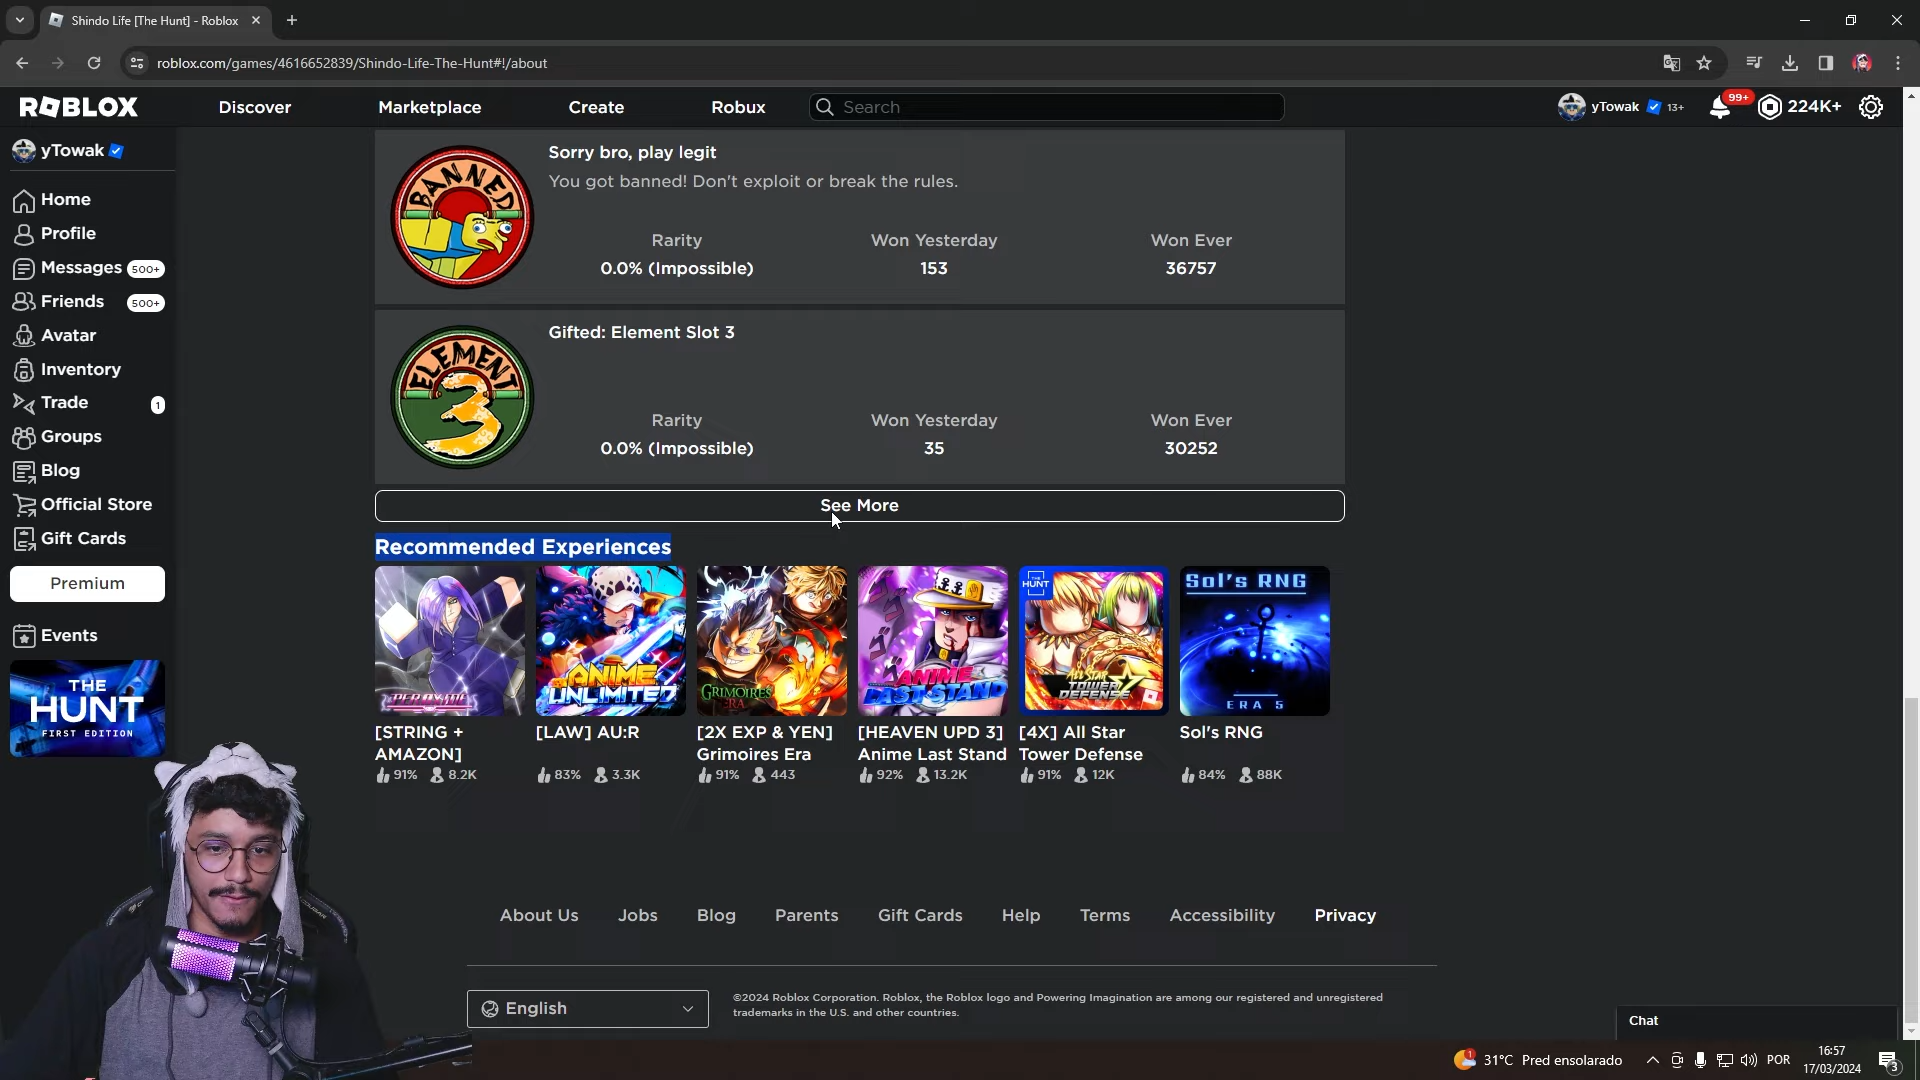 Shindo Life [The Hunt] - Roblox
roblox.com/games/4616652839/Shindo-Life-The-Hunt#!/about
ROBLOX
Discover
Marketplace
Create
Robux
Search
yTowak
13+
99+
224K+
yTowak
Home
Profile
Messages
500+
Friends
500+
Avatar
Inventory
Trade
1
Groups
Blog
Official Store
Gift Cards
Premium
Events
THE
HUNT
FIRST EDITION
BANNED
Sorry bro, play legit
You got banned! Don't exploit or break the rules.
Rarity
Won Yesterday
Won Ever
0.0% (Impossible)
153
36757
ELEMENT
3
Gifted: Element Slot 3
Rarity
Won Yesterday
Won Ever
0.0% (Impossible)
35
30252
See More
Recommended Experiences
PEROXIDE
ANIME
UNLIMITED
GRIMOIRES
ERA
ANIME
LAST STAND
THE
HUNT
ALL STAR
TOWER
DEFENSE
Sol's RNG
ERA 5
[STRING +
AMAZON]
91%
8.2K
[LAW] AU:R
83%
3.3K
[2X EXP & YEN]
Grimoires Era
91%
443
[HEAVEN UPD 3]
Anime Last Stand
92%
13.2K
[4X] All Star
Tower Defense
91%
12K
Sol's RNG
84%
88K
About Us
Jobs
Blog
Parents
Gift Cards
Help
Terms
Accessibility
Privacy
English
©2024 Roblox Corporation. Roblox, the Roblox logo and Powering Imagination are among our registered and unregistered
trademarks in the U.S. and other countries.
Chat
1
31°C Pred ensolarado
POR
16:57
17/03/2024
3